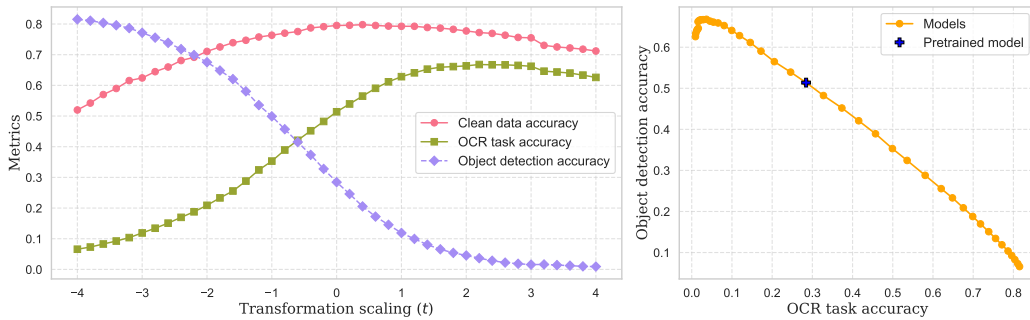 Metrics
0.8
0.7
0.6
0.5
0.4
0.3
0.2
0.1
0.0
Clean data accuracy
OCR task accuracy
Object detection accuracy
−4 −3 −2 −1 0 1 2 3 4
Transformation scaling (t)
Object detection accuracy
0.6
0.5
0.4
0.3
0.2
0.1
Models
Pretrained model
0.0 0.1 0.2 0.3 0.4 0.5 0.6 0.7 0.8
OCR task accuracy